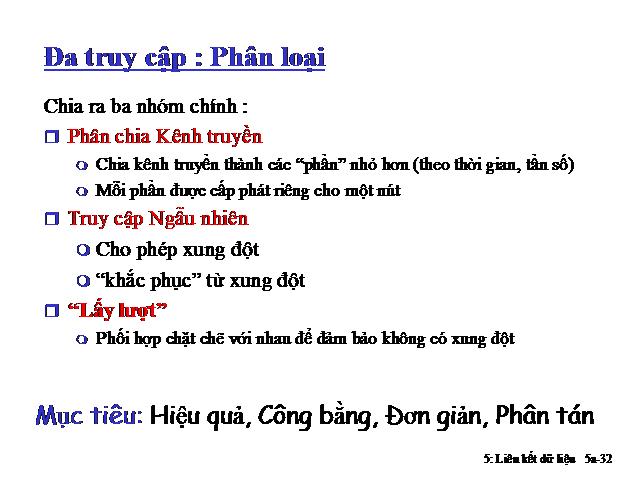 Đa truy cập : Phân loại
Chia ra ba nhóm chính :
Phân chia Kênh truyền
Chia kênh truyền thành các “phần” nhỏ hơn (theo thời gian, tần số)
Mỗi phần được cấp phát riêng cho một nút
Truy cập Ngẫu nhiên
Cho phép xung đột
“khắc phục” từ xung đột
“Lấy lượt”
Phối hợp chặt chẽ với nhau để đảm bảo không có xung đột
Mục tiêu: Hiệu quả, Công bằng, Đơn giản, Phân tán
5: Liên kết dữ liệu 5a-32